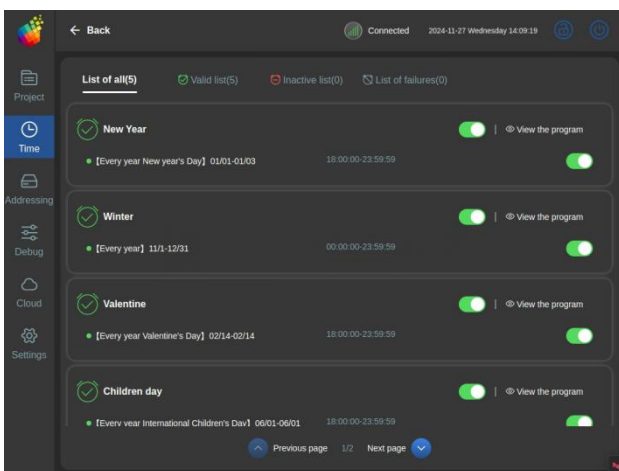 ← Back
Connected
2024-11-27 Wednesday 14:09:19
Project
Time
Addressing
Debug
Cloud
Settings
List of all(5)
Valid list(5)
Inactive list(0)
List of failures(0)
New Year
| View the program
【Every year New year's Day】 01/01-01/03 18:00:00-23:59:59
Winter
| View the program
【Every year】 11/1-12/31 00:00:00-23:59:59
Valentine
| View the program
【Every year Valentine's Day】 02/14-02/14 18:00:00-23:59:59
Children day
| View the program
【Every year International Children's Day】 06/01-06/01 18:00:00-23:59:59
Previous page 1/2 Next page